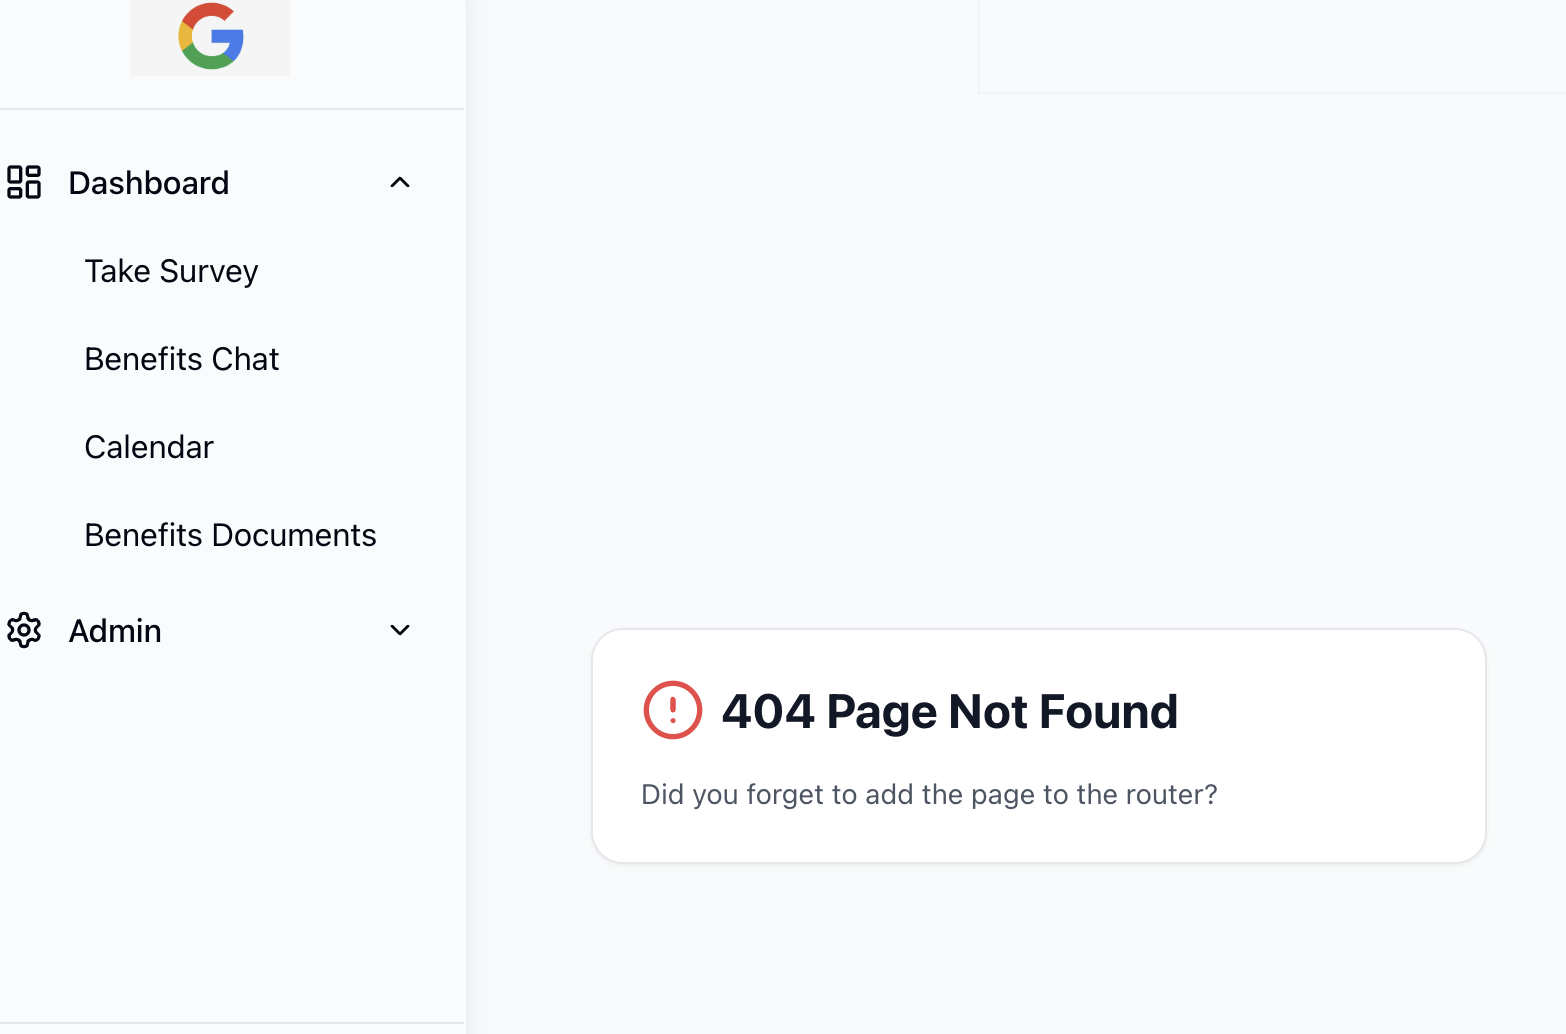 Dashboard
Take Survey
Benefits Chat
Calendar
Benefits Documents
Admin
404 Page Not Found
Did you forget to add the page to the router?